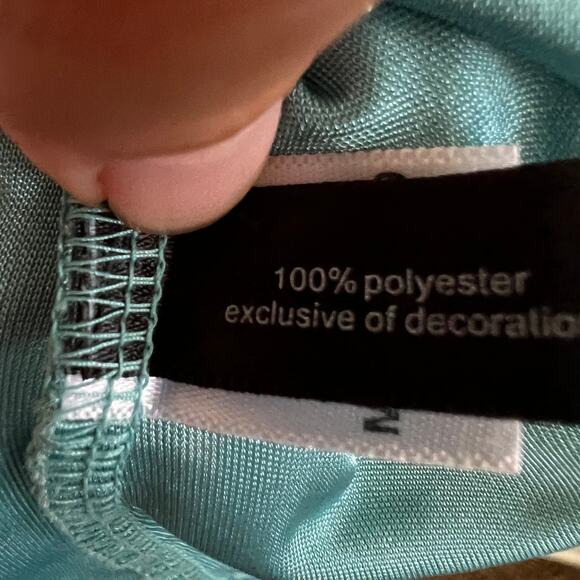 100% polyester
exclusive of decoratio